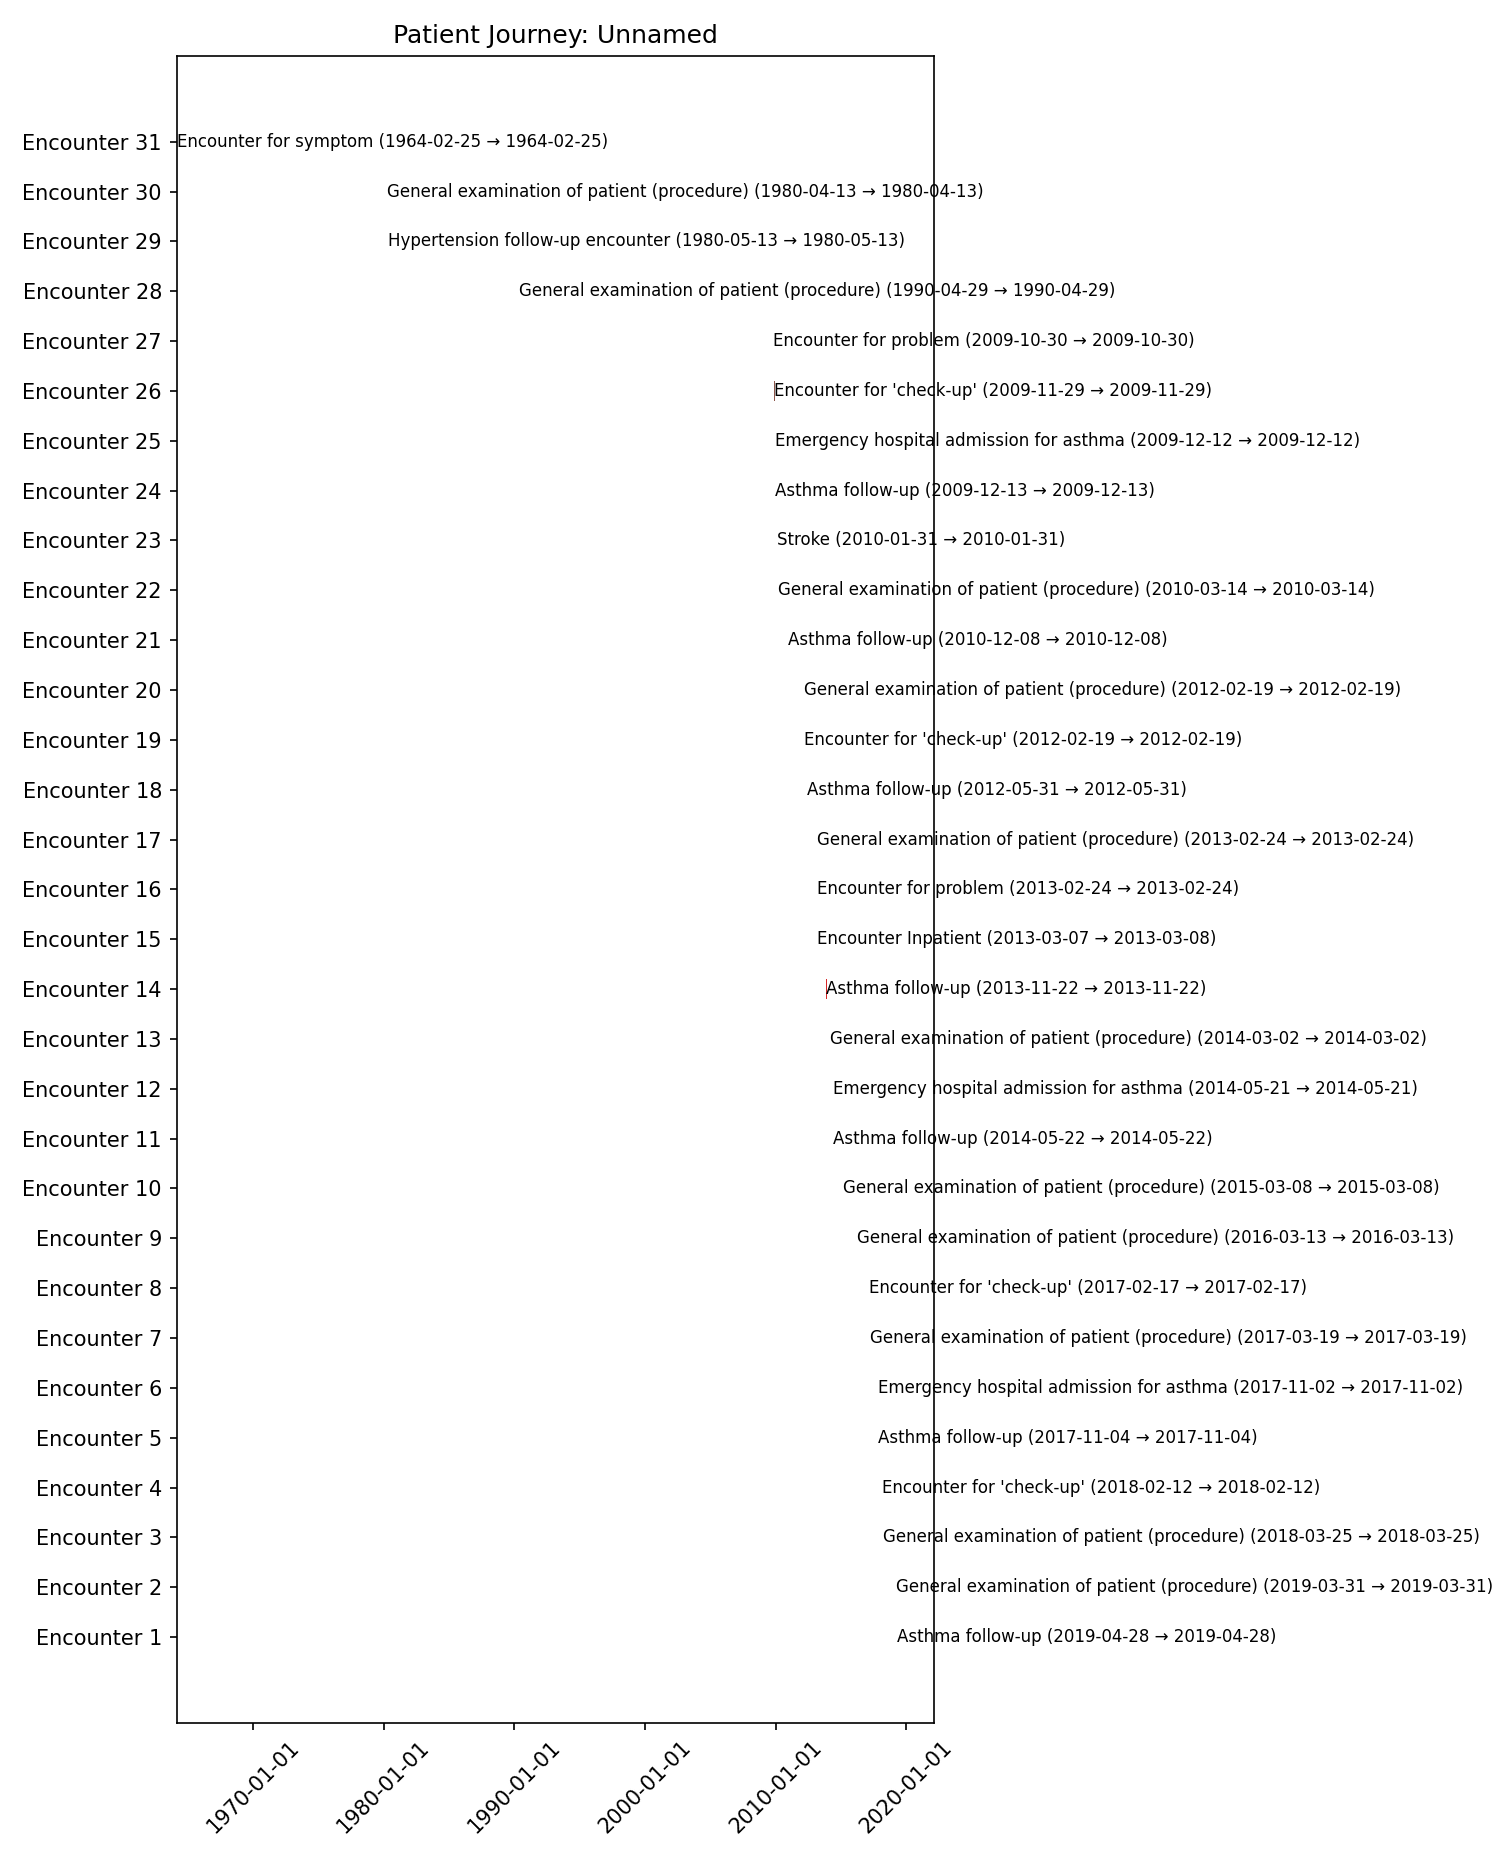 Patient Journey: Unnamed
Encounter 31 Encounter for symptom (1964-02-25 → 1964-02-25)
Encounter 30 General examination of patient (procedure) (1980-04-13 → 1980-04-13)
Encounter 29 Hypertension follow-up encounter (1980-05-13 → 1980-05-13)
Encounter 28 General examination of patient (procedure) (1990-04-29 → 1990-04-29)
Encounter 27 Encounter for problem (2009-10-30 → 2009-10-30)
Encounter 26 Encounter for 'check-up' (2009-11-29 → 2009-11-29)
Encounter 25 Emergency hospital admission for asthma (2009-12-12 → 2009-12-12)
Encounter 24 Asthma follow-up (2009-12-13 → 2009-12-13)
Encounter 23 Stroke (2010-01-31 → 2010-01-31)
Encounter 22 General examination of patient (procedure) (2010-03-14 → 2010-03-14)
Encounter 21 Asthma follow-up (2010-12-08 → 2010-12-08)
Encounter 20 General examination of patient (procedure) (2012-02-19 → 2012-02-19)
Encounter 19 Encounter for 'check-up' (2012-02-19 → 2012-02-19)
Encounter 18 Asthma follow-up (2012-05-31 → 2012-05-31)
Encounter 17 General examination of patient (procedure) (2013-02-24 → 2013-02-24)
Encounter 16 Encounter for problem (2013-02-24 → 2013-02-24)
Encounter 15 Encounter Inpatient (2013-03-07 → 2013-03-08)
Encounter 14 Asthma follow-up (2013-11-22 → 2013-11-22)
Encounter 13 General examination of patient (procedure) (2014-03-02 → 2014-03-02)
Encounter 12 Emergency hospital admission for asthma (2014-05-21 → 2014-05-21)
Encounter 11 Asthma follow-up (2014-05-22 → 2014-05-22)
Encounter 10 General examination of patient (procedure) (2015-03-08 → 2015-03-08)
Encounter 9 General examination of patient (procedure) (2016-03-13 → 2016-03-13)
Encounter 8 Encounter for 'check-up' (2017-02-17 → 2017-02-17)
Encounter 7 General examination of patient (procedure) (2017-03-19 → 2017-03-19)
Encounter 6 Emergency hospital admission for asthma (2017-11-02 → 2017-11-02)
Encounter 5 Asthma follow-up (2017-11-04 → 2017-11-04)
Encounter 4 Encounter for 'check-up' (2018-02-12 → 2018-02-12)
Encounter 3 General examination of patient (procedure) (2018-03-25 → 2018-03-25)
Encounter 2 General examination of patient (procedure) (2019-03-31 → 2019-03-31)
Encounter 1 Asthma follow-up (2019-04-28 → 2019-04-28)
1970-01-01 1980-01-01 1990-01-01 2000-01-01 2010-01-01 2020-01-01